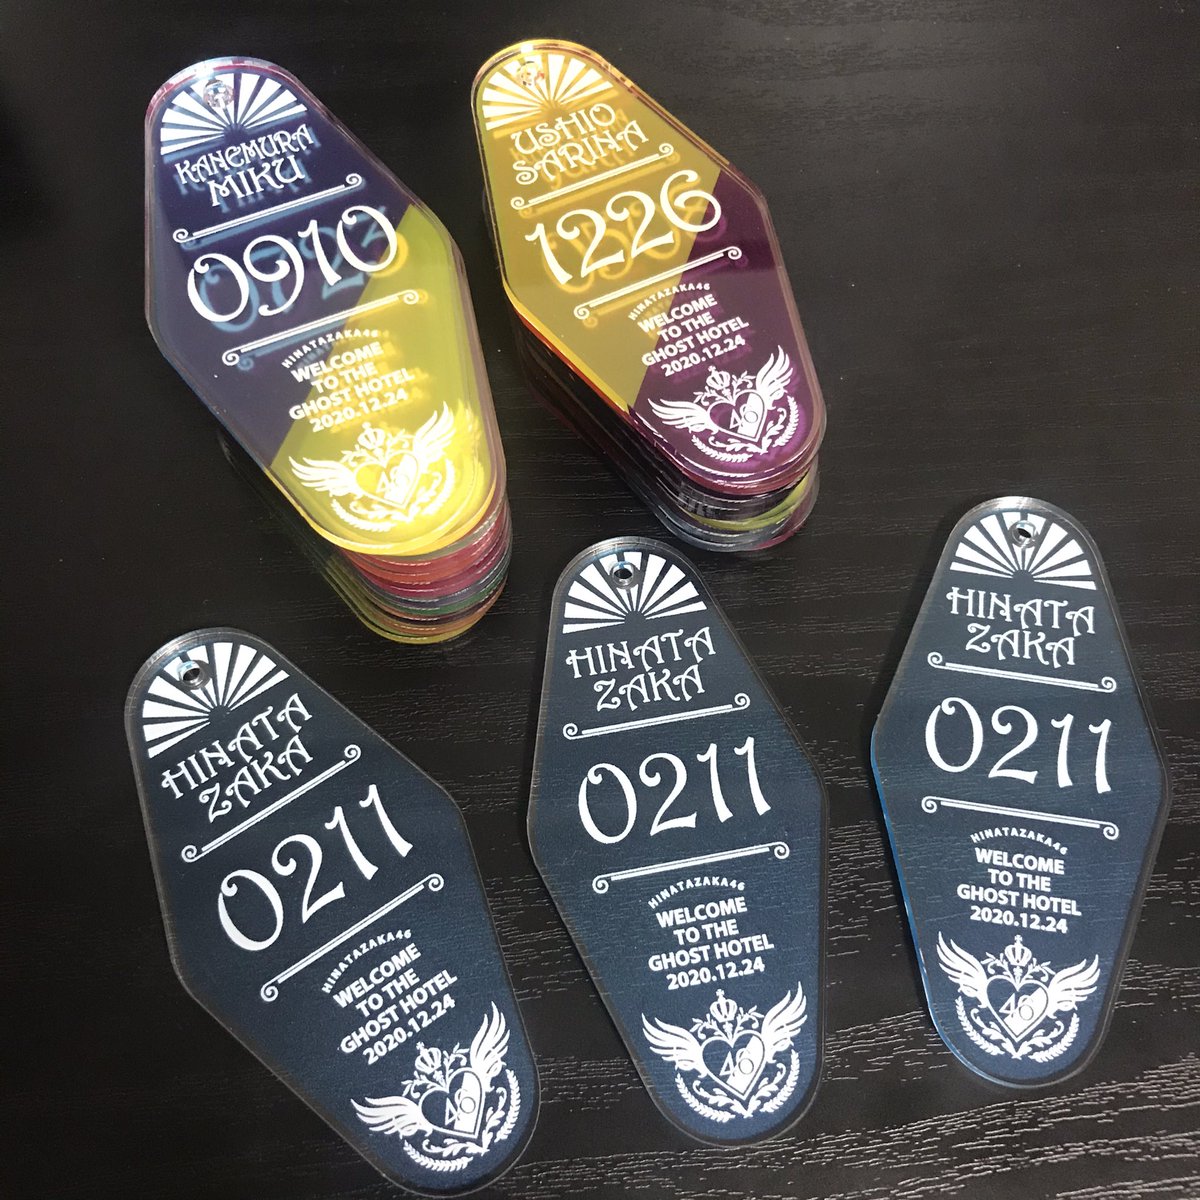 KANEMURA
MIKU
0910
HINATAZAKA46
WELCOME
TO THE
GHOST HOTEL
2020.12.24
46
USHIO
SARINA
1226
HINATAZAKA46
WELCOME
TO THE
GHOST HOTEL
2020.12.24
46
HINATA
ZAKA
0211
HINATAZAKA46
WELCOME
TO THE
GHOST HOTEL
2020.12.24
46
HINATA
ZAKA
0211
HINATAZAKA46
WELCOME
TO THE
GHOST HOTEL
2020.12.24
46
HINATA
ZAKA
0211
HINATAZAKA46
WELCOME
TO THE
GHOST HOTEL
2020.12.24
46